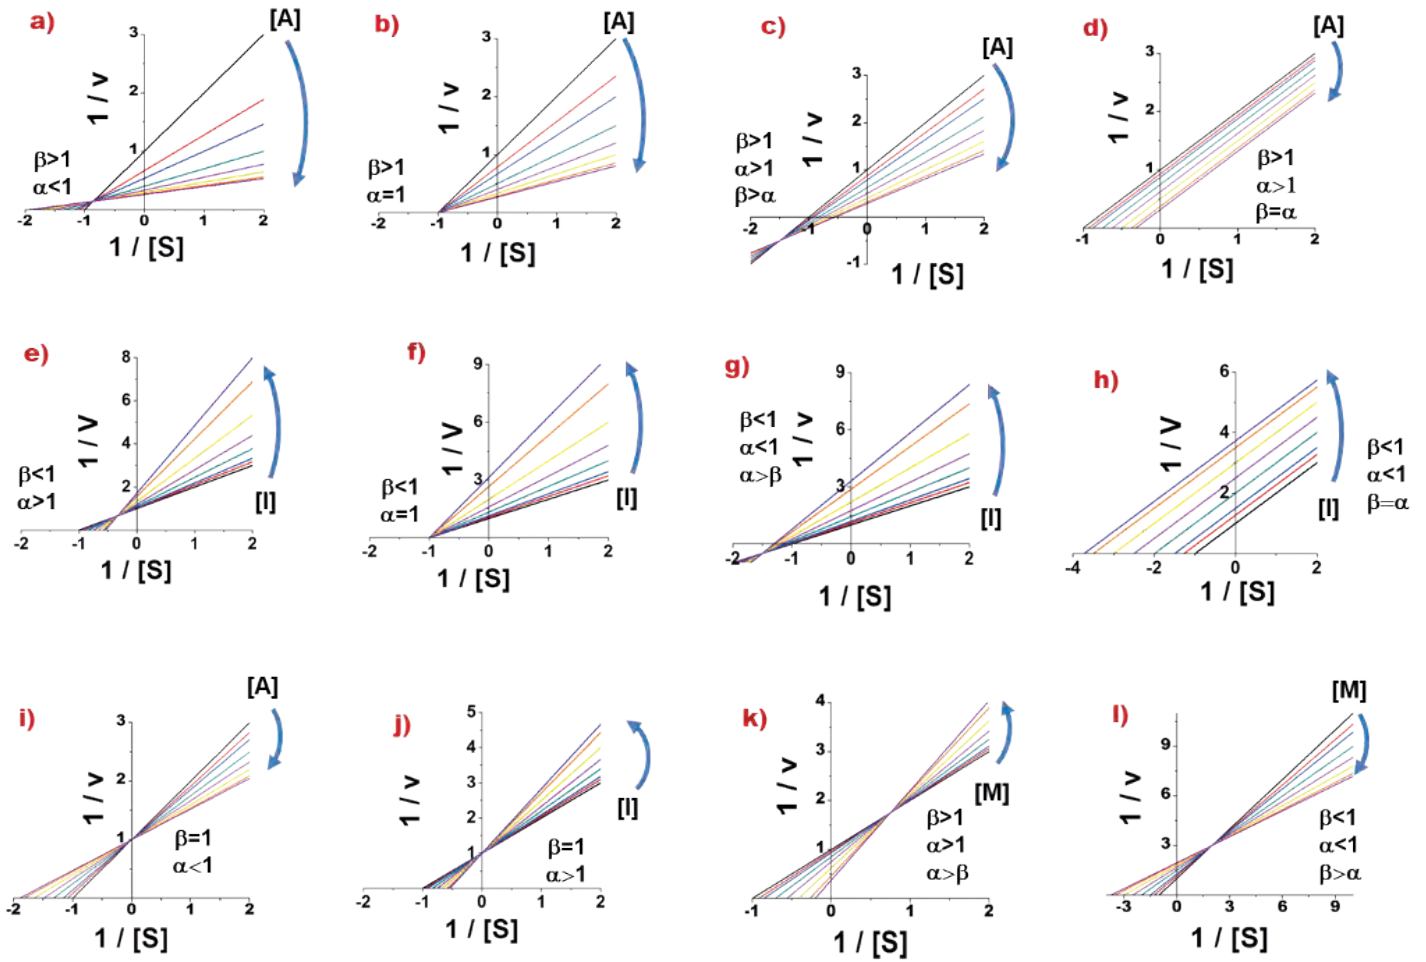 a)
[A]
3
2
1
1 / v
β>1
α<1
-2 -1 0 1 2
1 / [S]
b)
[A]
3
2
1
1 / v
β>1
α=1
-2 -1 0 1 2
1 / [S]
c)
[A]
3
2
1
-1
1 / v
β>1
α>1
β>α
-2 -1 0 1 2
1 / [S]
d)
[A]
3
2
1
1 / v
β>1
α>1
β=α
-1 0 1 2
1 / [S]
e)
8
6
4
2
1 / V
β<1
α>1
[I]
-2 -1 0 1 2
1 / [S]
f)
9
6
3
1 / V
β<1
α=1
[I]
-2 -1 0 1 2
1 / [S]
g)
9
6
3
1 / v
β<1
α<1
α>β
[I]
-2 -1 0 1 2
1 / [S]
h)
6
4
2
1 / V
[I]
β<1
α<1
β=α
-4 -2 0 2
1 / [S]
i)
[A]
3
2
1
1 / v
β=1
α<1
-2 -1 0 1 2
1 / [S]
j)
5
4
3
2
1
1 / v
[I]
β=1
α>1
-2 -1 0 1 2
1 / [S]
k)
4
3
2
1
1 / v
[M]
β>1
α>1
α>β
-1 0 1 2
1 / [S]
l)
[M]
9
6
3
1 / v
β<1
α<1
β>α
-3 0 3 6 9
1 / [S]